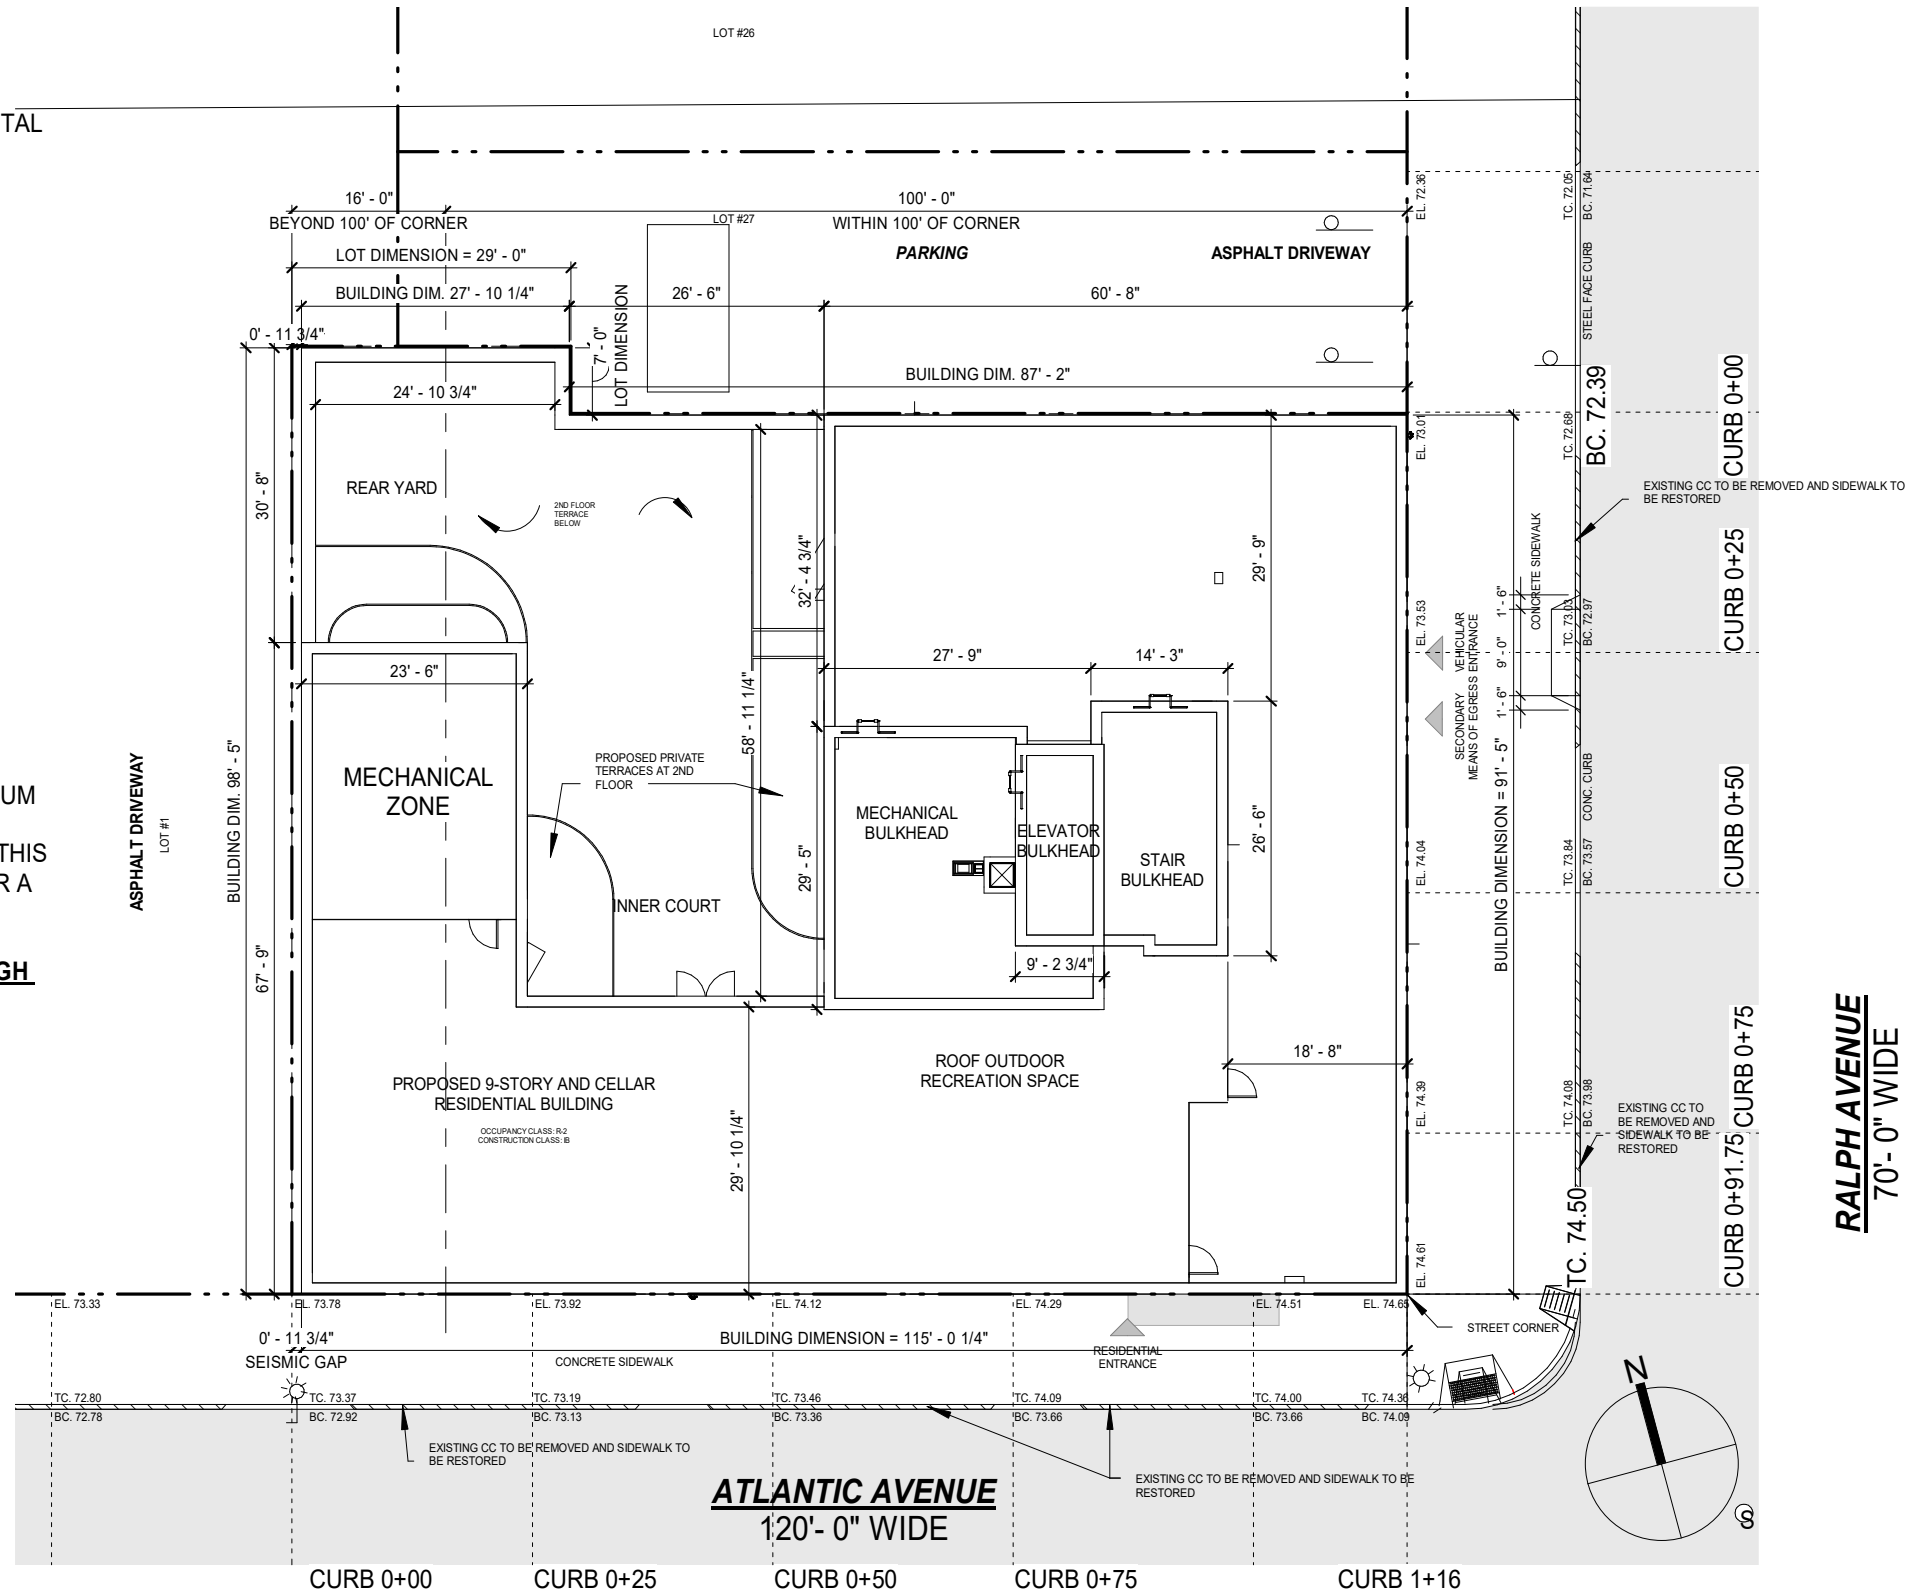 LOT #26
TAL
16' - 0"
100' - 0"
BEYOND 100' OF CORNER
LOT #27
WITHIN 100' OF CORNER
PARKING
ASPHALT DRIVEWAY
LOT DIMENSION = 29' - 0"
BUILDING DIM. 27' - 10 1/4"
26' - 6"
60' - 8"
0' - 11 3/4"
7' - 0"
LOT DIMENSION
BUILDING DIM. 87' - 2"
24' - 10 3/4"
EL. 72.36
TC. 72.05
BC. 71.64
STEEL FACE CURB
BC. 72.39
CURB 0+00
EL. 73.01
TC. 72.68
30' - 8"
REAR YARD
2ND FLOOR
TERRACE
BELOW
32' - 4 3/4"
29' - 9"
EXISTING CC TO BE REMOVED AND SIDEWALK TO
BE RESTORED
CONCRETE SIDEWALK
CURB 0+25
1' - 6"
9' - 0"
1' - 6"
EL. 73.53
TC. 73.03
BC. 72.97
SECONDARY VEHICULAR
MEANS OF EGRESS ENTRANCE
23' - 6"
27' - 9"
14' - 3"
58' - 11 1/4"
BUILDING DIM. 98' - 5"
ASPHALT DRIVEWAY
LOT #1
UM
THIS
R A
GH
MECHANICAL
ZONE
PROPOSED PRIVATE
TERRACES AT 2ND
FLOOR
MECHANICAL
BULKHEAD
ELEVATOR
BULKHEAD
STAIR
BULKHEAD
26' - 6"
29' - 5"
INNER COURT
BUILDING DIMENSION = 91' - 5"
CONC. CURB
CURB 0+50
EL. 74.04
TC. 73.84
BC. 73.57
67' - 9"
9' - 2 3/4"
18' - 8"
ROOF OUTDOOR
RECREATION SPACE
PROPOSED 9-STORY AND CELLAR
RESIDENTIAL BUILDING
OCCUPANCY CLASS: R-2
CONSTRUCTION CLASS: IB
29' - 10 1/4"
EL. 74.39
TC. 74.08
BC. 73.98
CURB 0+75
EXISTING CC TO
BE REMOVED AND
SIDEWALK TO BE
RESTORED
CURB 0+91.75
RALPH AVENUE
70'- 0" WIDE
EL. 74.61
TC. 74.50
EL. 73.33
EL. 73.78
EL. 73.92
EL. 74.12
EL. 74.29
EL. 74.51
EL. 74.65
0' - 11 3/4"
SEISMIC GAP
BUILDING DIMENSION = 115' - 0 1/4"
CONCRETE SIDEWALK
RESIDENTIAL
ENTRANCE
STREET CORNER
N
TC. 72.80
TC. 73.37
TC. 73.19
TC. 73.46
TC. 74.09
TC. 74.00
TC. 74.36
BC. 72.78
BC. 72.92
BC. 73.13
BC. 73.36
BC. 73.66
BC. 73.66
BC. 74.09
EXISTING CC TO BE REMOVED AND SIDEWALK TO
BE RESTORED
EXISTING CC TO BE REMOVED AND SIDEWALK TO BE
RESTORED
ATLANTIC AVENUE
120'- 0" WIDE
S
CURB 0+00
CURB 0+25
CURB 0+50
CURB 0+75
CURB 1+16